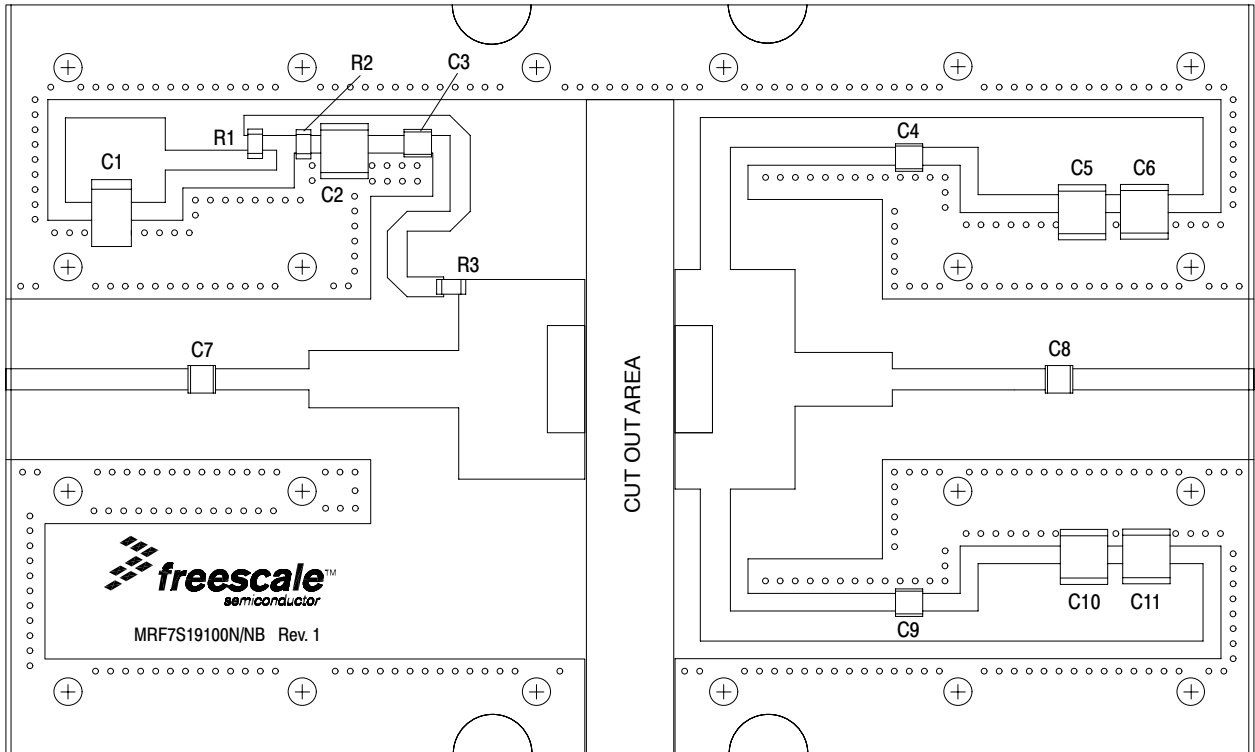 R2
C3
C4
R1
C1
C5
C6
C2
R3
C7
C8
CUT OUT AREA
freescale™
semiconductor
C10
C11
C9
MRF7S19100N/NB Rev. 1